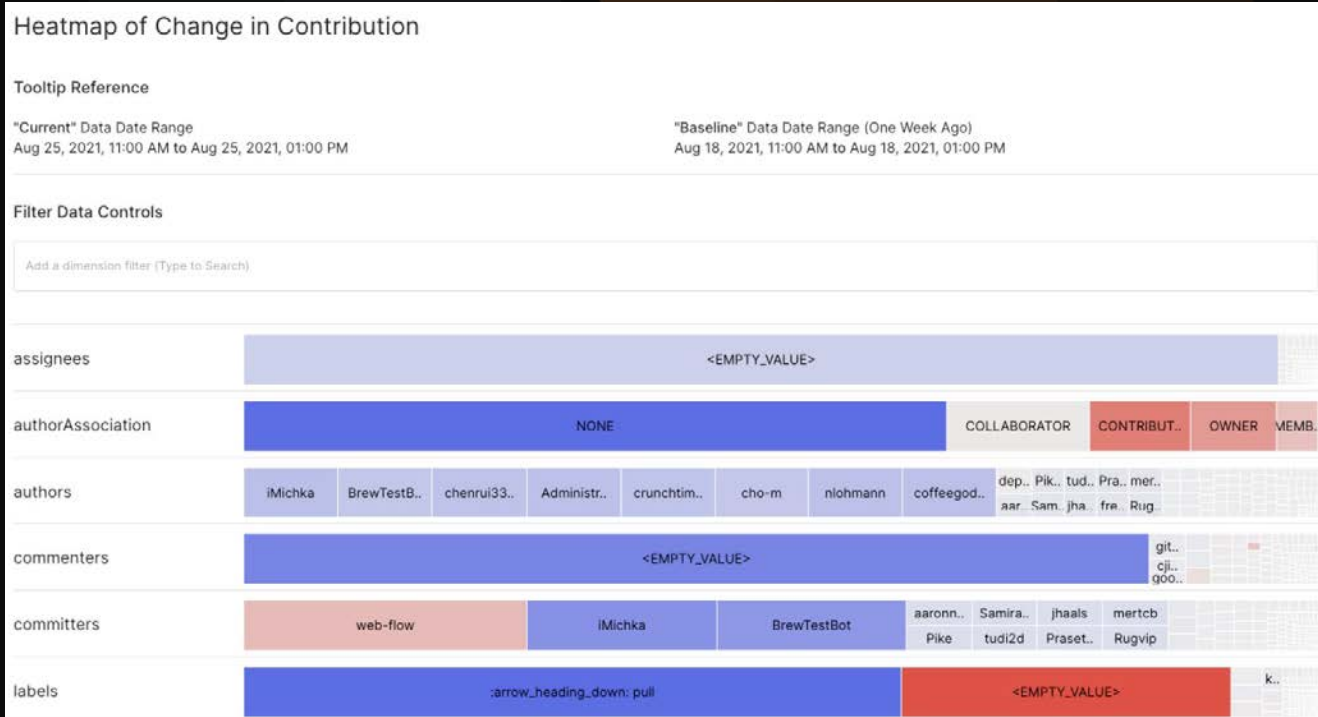 Heatmap of Change in Contribution
Tooltip Reference
"Current" Data Date Range
Aug 25, 2021, 11:00 AM to Aug 25, 2021, 01:00 PM
"Baseline" Data Date Range (One Week Ago)
Aug 18, 2021, 11:00 AM to Aug 18, 2021, 01:00 PM
Filter Data Controls
Add a dimension filter (Type to Search)
assignees
<EMPTY_VALUE>
authorAssociation
NONE
COLLABORATOR
CONTRIBUT..
OWNER
MEMB..
authors
iMichka
BrewTestB..
chenrui33..
Administr..
crunchtim..
cho-m
nlohmann
coffeegod..
dep.. Pik.. tud.. Pra.. mer..
aar.. Sam.. jha.. fre.. Rug..
commenters
<EMPTY_VALUE>
git..
cji..
goo..
committers
web-flow
iMichka
BrewTestBot
aaronn.. Samira.. jhaals mertcb
Pike tudi2d Praset.. Rugvip
labels
:arrow_heading_down: pull
<EMPTY_VALUE>
k..